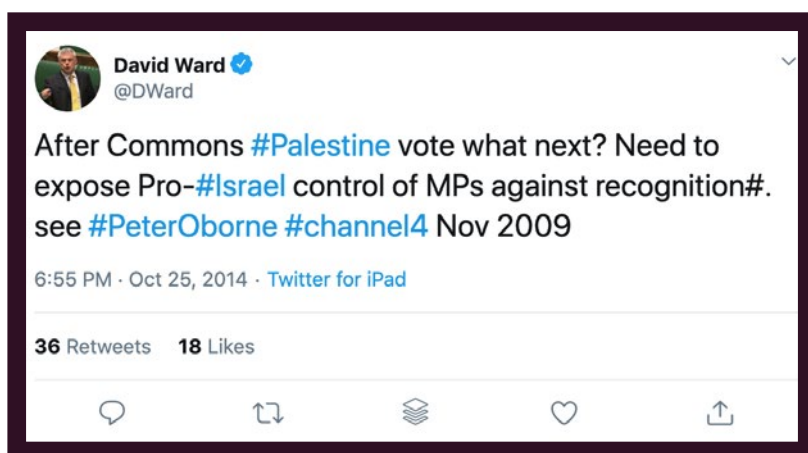 David Ward
@DWard
After Commons #Palestine vote what next? Need to
expose Pro-#Israel control of MPs against recognition#.
see #PeterOborne #channel4 Nov 2009
6:55 PM · Oct 25, 2014 · Twitter for iPad
36 Retweets 18 Likes